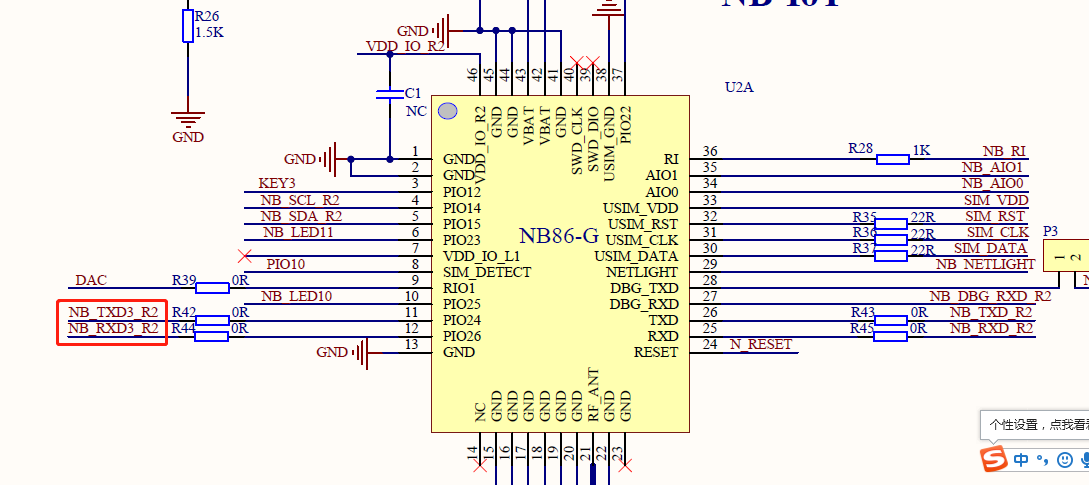 R26
1.5K
GND
GND
VDD_IO_R2
C1
NC
46
45
44
43
42
41
40
39
38
37
VDD_IO_R2
GND
GND
VBAT
VBAT
GND
SWD_CLK
SWD_DIO
USIM_GND
PIO22
U2A
NB86-G
GND
1 GND
2 GND
KEY3 3 PIO12
NB_SCL_R2 4 PIO14
NB_SDA_R2 5 PIO15
NB_LED11 6 PIO23
7 VDD_IO_L1
PIO10 8 SIM_DETECT
DAC R39 0R 9 RIO1
NB_LED10 10 PIO25
NB_TXD3_R2 R42 0R 11 PIO24
NB_RXD3_R2 R44 0R 12 PIO26
GND 13 GND
RI 36 R28 1K NB_RI
AIO1 35 NB_AIO1
AIO0 34 NB_AIO0
USIM_VDD 33 SIM_VDD
USIM_RST 32 R35 22R SIM_RST
USIM_CLK 31 R36 22R SIM_CLK
USIM_DATA 30 R37 22R SIM_DATA
NETLIGHT 29 NB_NETLIGHT
DBG_TXD 28
DBG_RXD 27 NB_DBG_RXD_R2
TXD 26 R43 0R NB_TXD_R2
RXD 25 R45 0R NB_RXD_R2
RESET 24 N_RESET
P3
1
2
NC
GND
GND
GND
GND
GND
GND
RF_ANT
GND
GND
14
15
16
17
18
19
20
21
22
23
个性设置，点我看
中